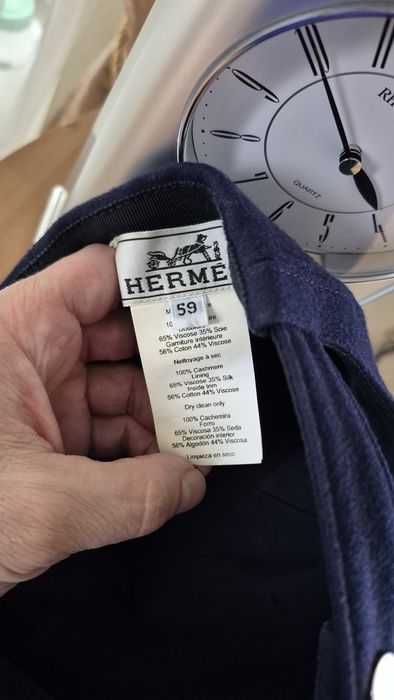 HERMÈ
59
65% Viscose 35% Soie
Garniture intérieure
56% Coton 44% Viscose
Nettoyage à sec
100% Cashmere
Lining
65% Viscose 35% Silk
Inside trim
56% Cotton 44% Viscose
Dry clean only
100% Cachemira
Forro
65% Viscosa 35% Seda
Decoración interior
56% Algodón 44% Viscosa
Limpieza en seco
QUARTZ